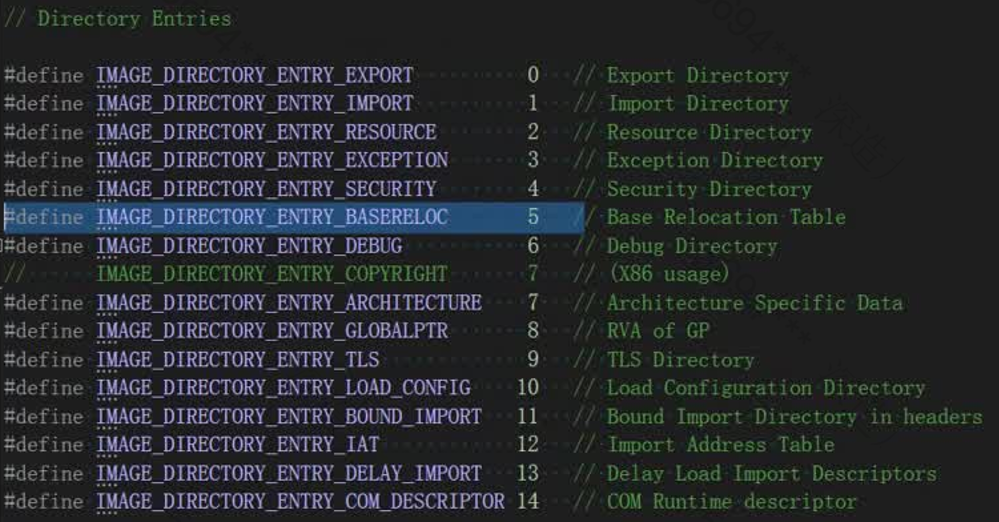 // Directory Entries
#define IMAGE_DIRECTORY_ENTRY_EXPORT 0 // Export Directory
#define IMAGE_DIRECTORY_ENTRY_IMPORT 1 // Import Directory
#define IMAGE_DIRECTORY_ENTRY_RESOURCE 2 // Resource Directory
#define IMAGE_DIRECTORY_ENTRY_EXCEPTION 3 // Exception Directory
#define IMAGE_DIRECTORY_ENTRY_SECURITY 4 // Security Directory
#define IMAGE_DIRECTORY_ENTRY_BASERELOC 5 // Base Relocation Table
#define IMAGE_DIRECTORY_ENTRY_DEBUG 6 // Debug Directory
// IMAGE_DIRECTORY_ENTRY_COPYRIGHT 7 // (X86 usage)
#define IMAGE_DIRECTORY_ENTRY_ARCHITECTURE 7 // Architecture Specific Data
#define IMAGE_DIRECTORY_ENTRY_GLOBALPTR 8 // RVA of GP
#define IMAGE_DIRECTORY_ENTRY_TLS 9 // TLS Directory
#define IMAGE_DIRECTORY_ENTRY_LOAD_CONFIG 10 // Load Configuration Directory
#define IMAGE_DIRECTORY_ENTRY_BOUND_IMPORT 11 // Bound Import Directory in headers
#define IMAGE_DIRECTORY_ENTRY_IAT 12 // Import Address Table
#define IMAGE_DIRECTORY_ENTRY_DELAY_IMPORT 13 // Delay Load Import Descriptors
#define IMAGE_DIRECTORY_ENTRY_COM_DESCRIPTOR 14 // COM Runtime descriptor